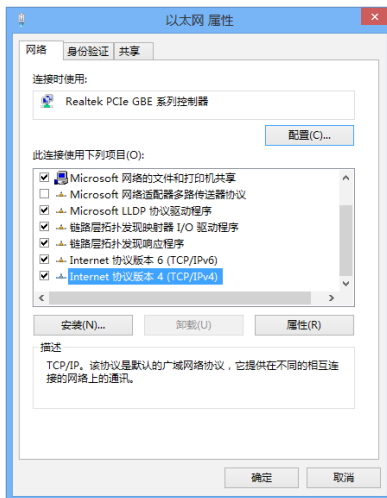 以太网 属性
网络 身份验证 共享
连接时使用:
Realtek PCIe GBE 系列控制器
配置(C)...
此连接使用下列项目(O):
Microsoft 网络的文件和打印机共享
Microsoft 网络适配器多路传送器协议
Microsoft LLDP 协议驱动程序
链路层拓扑发现映射器 I/O 驱动程序
链路层拓扑发现响应程序
Internet 协议版本 6 (TCP/IPv6)
Internet 协议版本 4 (TCP/IPv4)
安装(N)... 卸载(U) 属性(R)
描述
TCP/IP。该协议是默认的广域网络协议，它提供在不同的相互连
接的网络上的通讯。
确定 取消